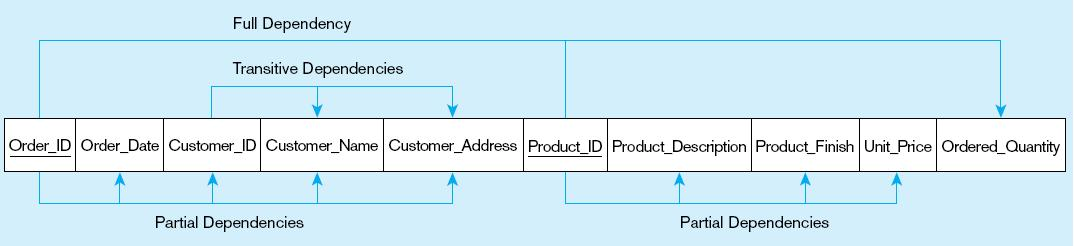 Full Dependency
Transitive Dependencies
Order_ID Order_Date Customer_ID Customer_Name Customer_Address Product_ID Product_Description Product_Finish Unit_Price Ordered_Quantity
Partial Dependencies Partial Dependencies